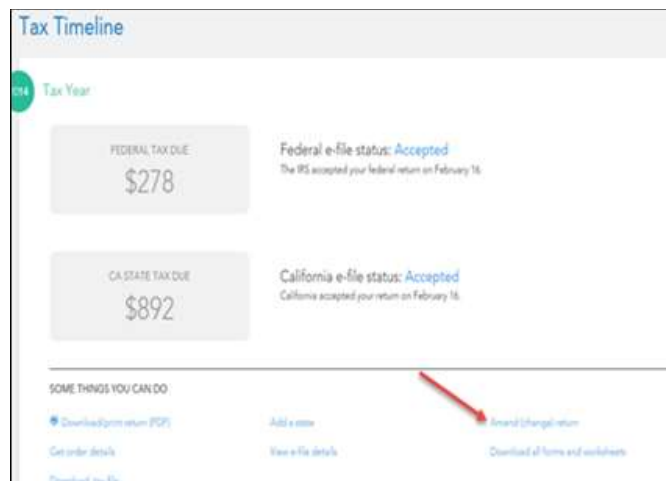 Tax Timeline
Tax Year
FEDERAL TAX DUE
$278
Federal e-file status: Accepted
The IRS accepted your federal return on February 16
CA STATE TAX DUE
$892
California e-file status: Accepted
California accepted your return on February 16
SOME THINGS YOU CAN DO
Download/print return (PDF)
Add a state
Amend (change) return
Get order details
View e-file details
Download all forms and worksheets